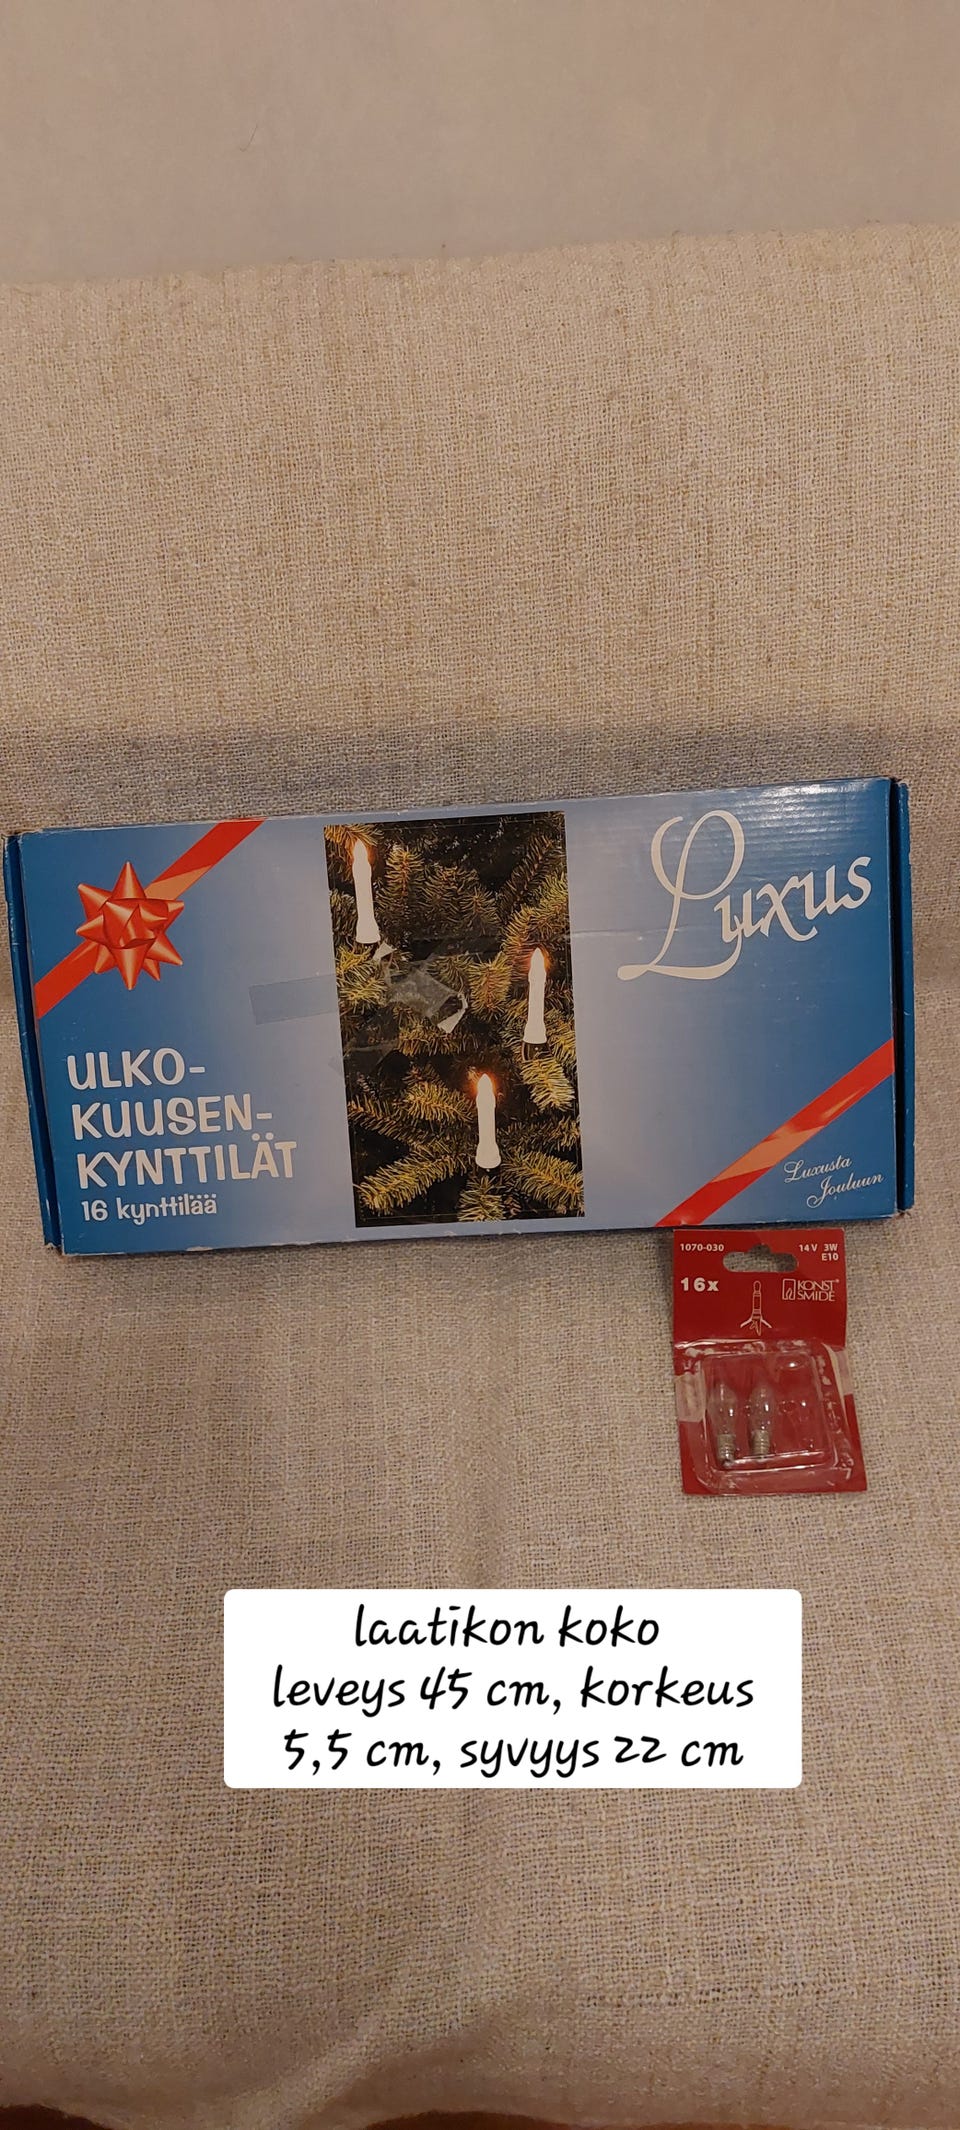 Luxus
ULKO-
KUUSEN-
KYNTTILÄT
16 kynttilää
Luxusta
Jouluun
1070-030
14V 3W
E10
16x
KONST
SMIDE
laatikon koko
leveys 45 cm, korkeus
5,5 cm, syvyys 22 cm